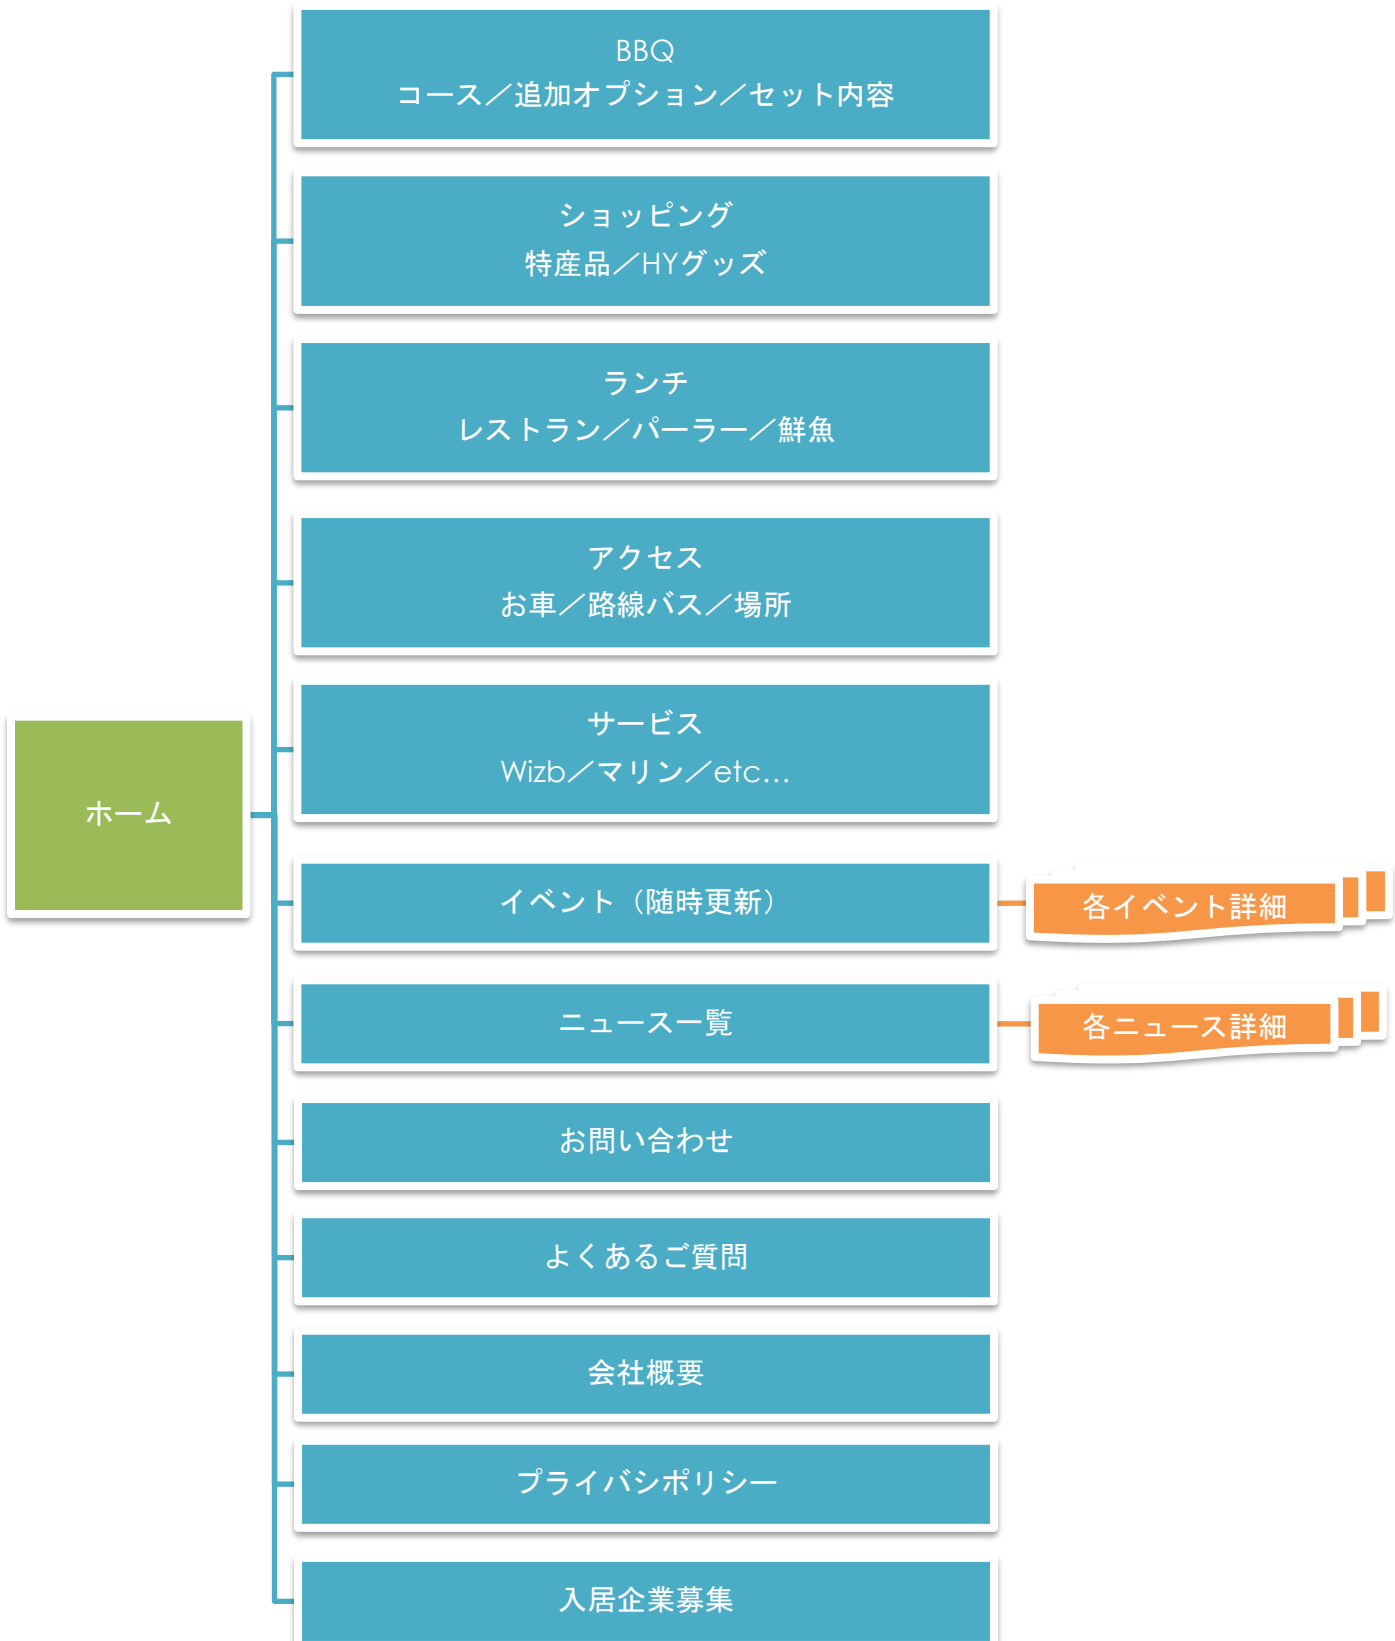 BBQ
コース／追加オプション／セット内容
ショッピング
特産品／HYグッズ
ランチ
レストラン／パーラー／鮮魚
アクセス
お車／路線バス／場所
サービス
Wizb／マリン／etc…
ホーム
イベント（随時更新）
各イベント詳細
ニュース一覧
各ニュース詳細
お問い合わせ
よくあるご質問
会社概要
プライバシポリシー
入居企業募集